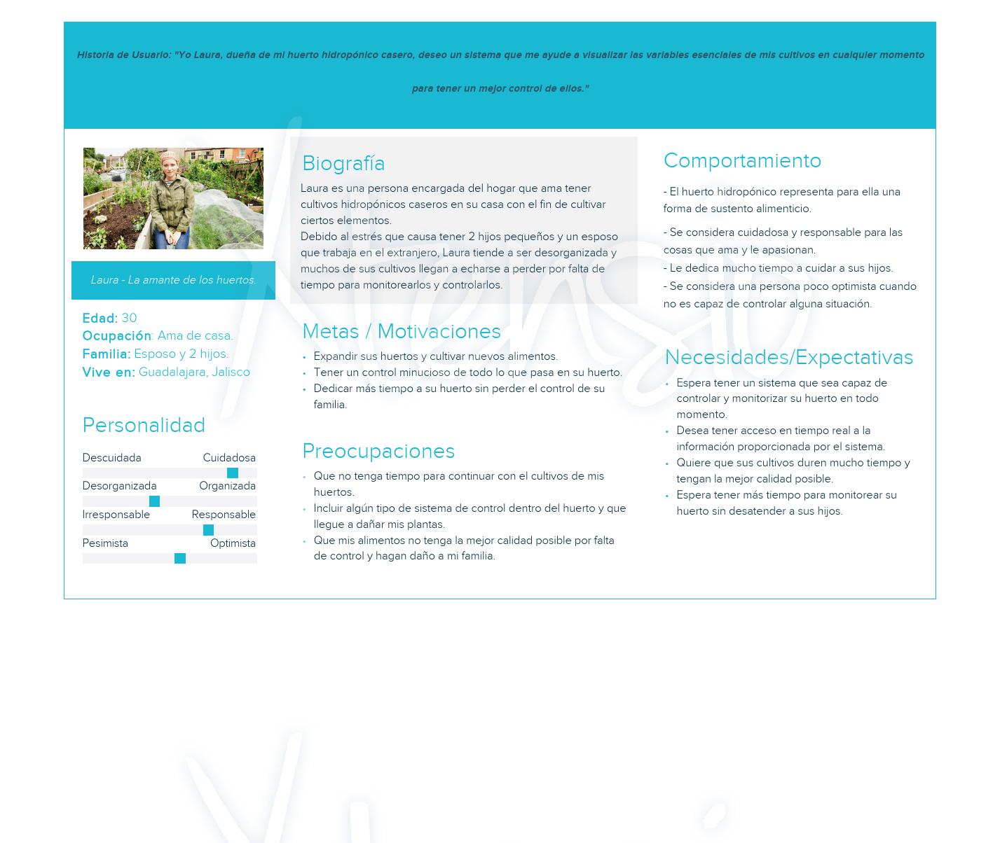 Historia de Usuario: "Yo Laura, dueña de mi huerto hidropónico casero, deseo un sistema que me ayude a visualizar las variables esenciales de mis cultivos en cualquier momento
para tener un mejor control de ellos."
Laura - La amante de los huertos.
Edad: 30
Ocupación: Ama de casa.
Familia: Esposo y 2 hijos.
Vive en: Guadalajara, Jalisco
Personalidad
Descuidada Cuidadosa
Desorganizada Organizada
Irresponsable Responsable
Pesimista Optimista
Biografía
Laura es una persona encargada del hogar que ama tener
cultivos hidropónicos caseros en su casa con el fin de cultivar
ciertos elementos.
Debido al estrés que causa tener 2 hijos pequeños y un esposo
que trabaja en el extranjero, Laura tiende a ser desorganizada y
muchos de sus cultivos llegan a echarse a perder por falta de
tiempo para monitorearlos y controlarlos.
Metas / Motivaciones
• Expandir sus huertos y cultivar nuevos alimentos.
• Tener un control minucioso de todo lo que pasa en su huerto.
• Dedicar más tiempo a su huerto sin perder el control de su
familia.
Preocupaciones
• Que no tenga tiempo para continuar con el cultivos de mis
huertos.
• Incluir algún tipo de sistema de control dentro del huerto y que
llegue a dañar mis plantas.
• Que mis alimentos no tenga la mejor calidad posible por falta
de control y hagan daño a mi familia.
Comportamiento
- El huerto hidropónico representa para ella una
forma de sustento alimenticio.
- Se considera cuidadosa y responsable para las
cosas que ama y le apasionan.
- Le dedica mucho tiempo a cuidar a sus hijos.
- Se considera una persona poco optimista cuando
no es capaz de controlar alguna situación.
Necesidades/Expectativas
• Espera tener un sistema que sea capaz de
controlar y monitorizar su huerto en todo
momento.
• Desea tener acceso en tiempo real a la
información proporcionada por el sistema.
• Quiere que sus cultivos duren mucho tiempo y
tengan la mejor calidad posible.
• Espera tener más tiempo para monitorear su
huerto sin desatender a sus hijos.
Xtensio